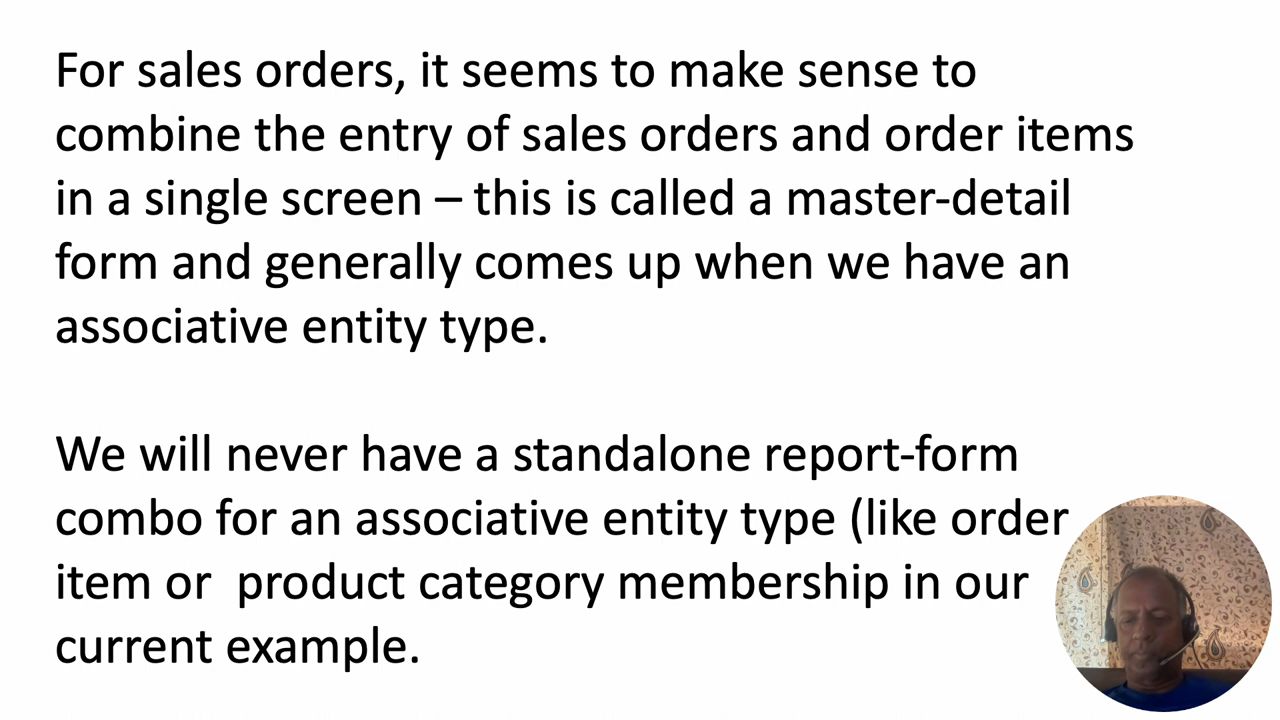 For sales orders, it seems to make sense to
combine the entry of sales orders and order items
in a single screen – this is called a master-detail
form and generally comes up when we have an
associative entity type.
We will never have a standalone report-form
combo for an associative entity type (like order
item or  product category membership in our
current example.